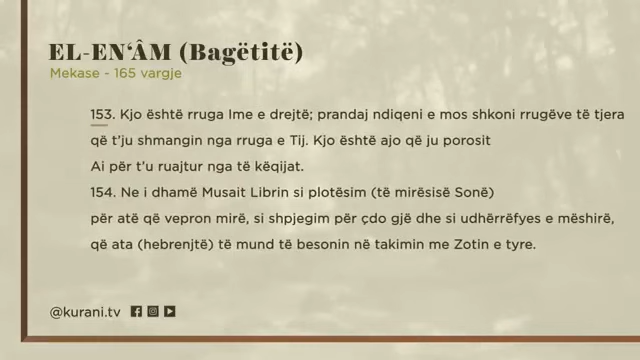 EL-EN‘ÂM (Bagëtitë)
Mekase - 165 vargje
153. Kjo është rruga Ime e drejtë; prandaj ndiqeni e mos shkoni rrugëve të tjera
që t’ju shmangin nga rruga e Tij. Kjo është ajo që ju porosit
Ai për t’u ruajtur nga të këqijat.
154. Ne i dhamë Musait Librin si plotësim (të mirësisë Sonë)
për atë që vepron mirë, si shpjegim për çdo gjë dhe si udhërrëfyes e mëshirë,
që ata (hebrenjtë) të mund të besonin në takimin me Zotin e tyre.
@kurani.tv